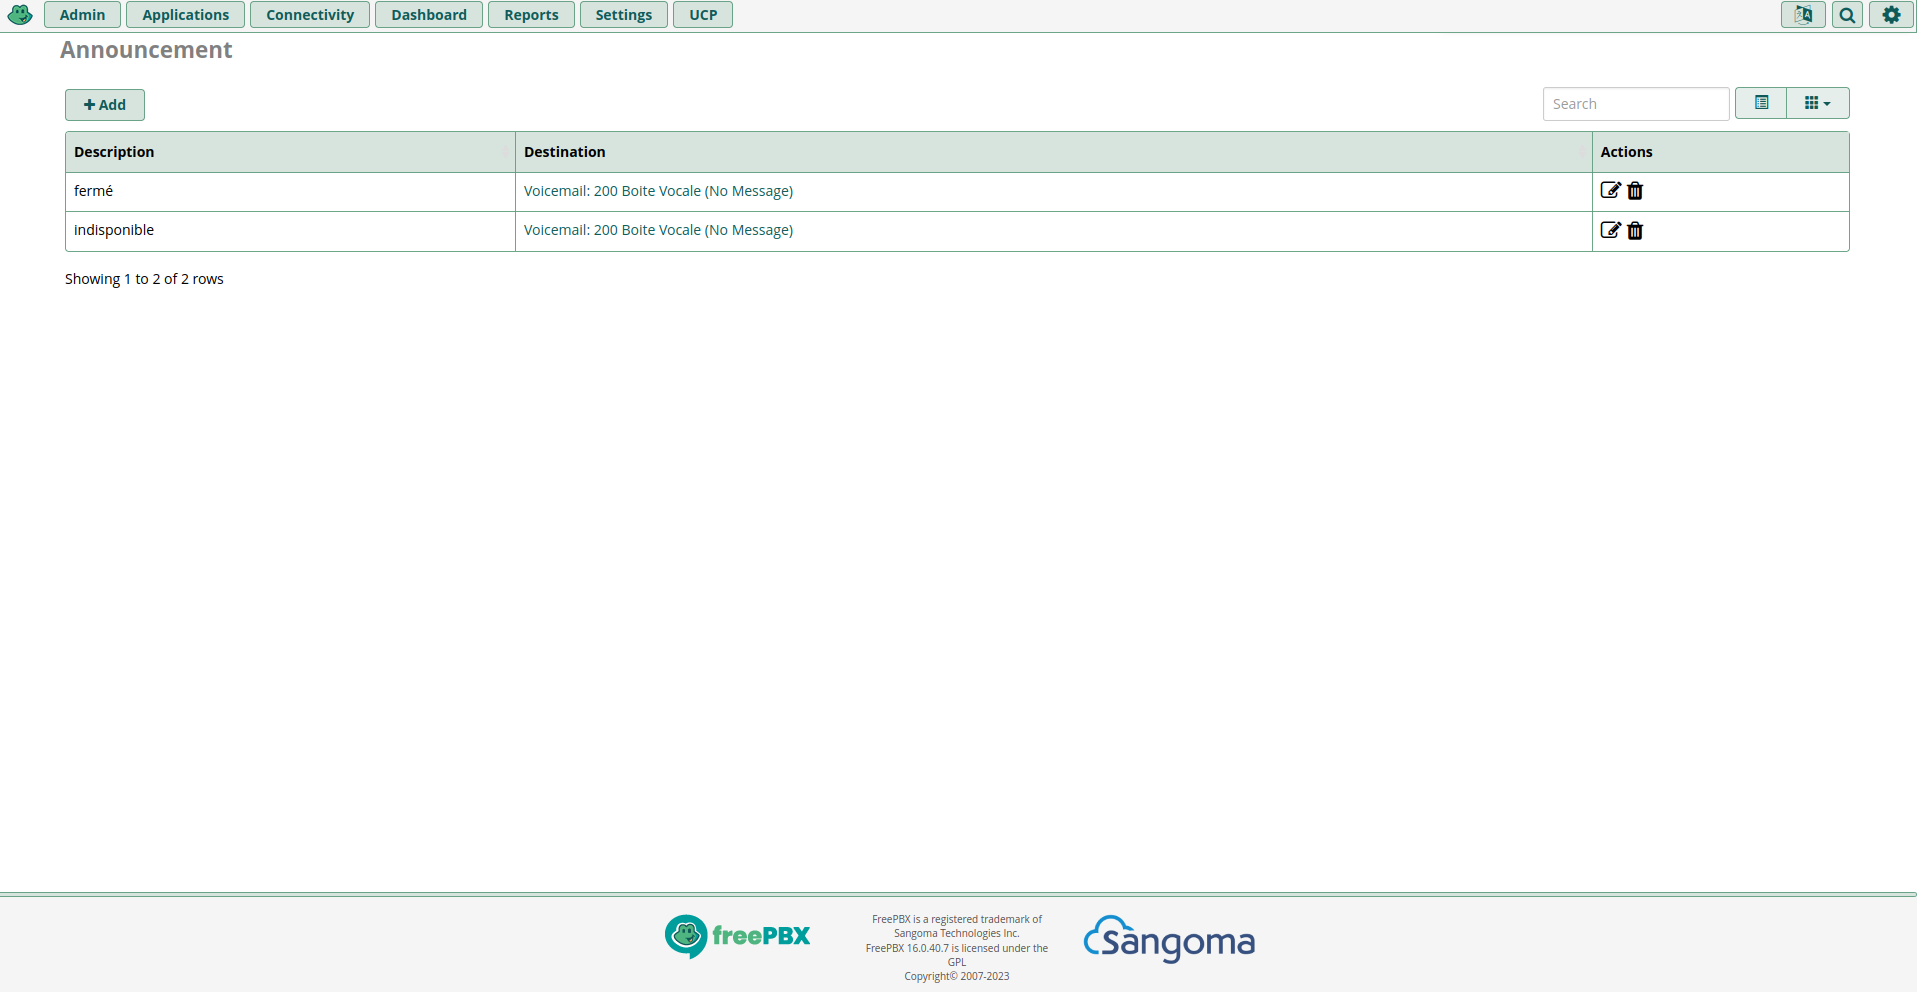 Admin Applications Connectivity Dashboard Reports Settings UCP
Announcement
Add
Search
Description Destination Actions
fermé Voicemail: 200 Boite Vocale (No Message)
indisponible Voicemail: 200 Boite Vocale (No Message)
Showing 1 to 2 of 2 rows
freePBX
FreePBX is a registered trademark of
Sangoma Technologies Inc.
FreePBX 16.0.40.7 is licensed under the
GPL
Copyright© 2007-2023
Sangoma